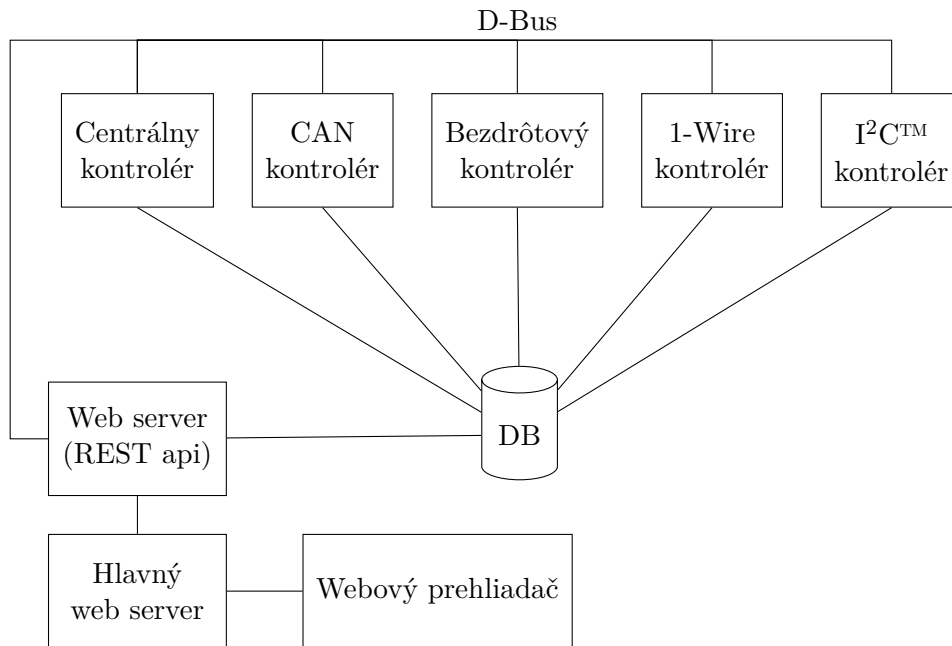 D-Bus
Centrálny
kontrolér
CAN
kontrolér
Bezdrôtový
kontrolér
1-Wire
kontrolér
I²C™
kontrolér
Web server
(REST api)
DB
Hlavný
web server
Webový prehliadač